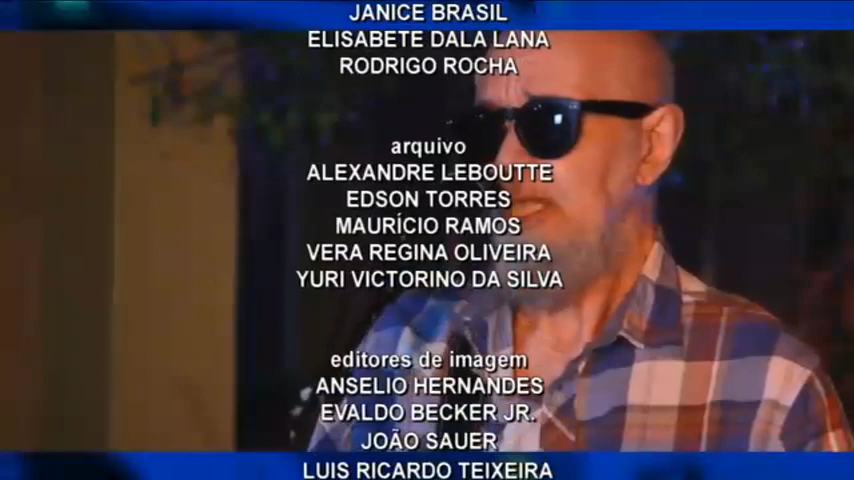 JANICE BRASIL
ELISABETE DALA LANA
RODRIGO ROCHA
arquivo
ALEXANDRE LEBOUTTE
EDSON TORRES
MAURÍCIO RAMOS
VERA REGINA OLIVEIRA
YURI VICTORINO DA SILVA
editores de imagem
ANSELIO HERNANDES
EVALDO BECKER JR.
JOÃO SAUER
LUIS RICARDO TEIXEIRA